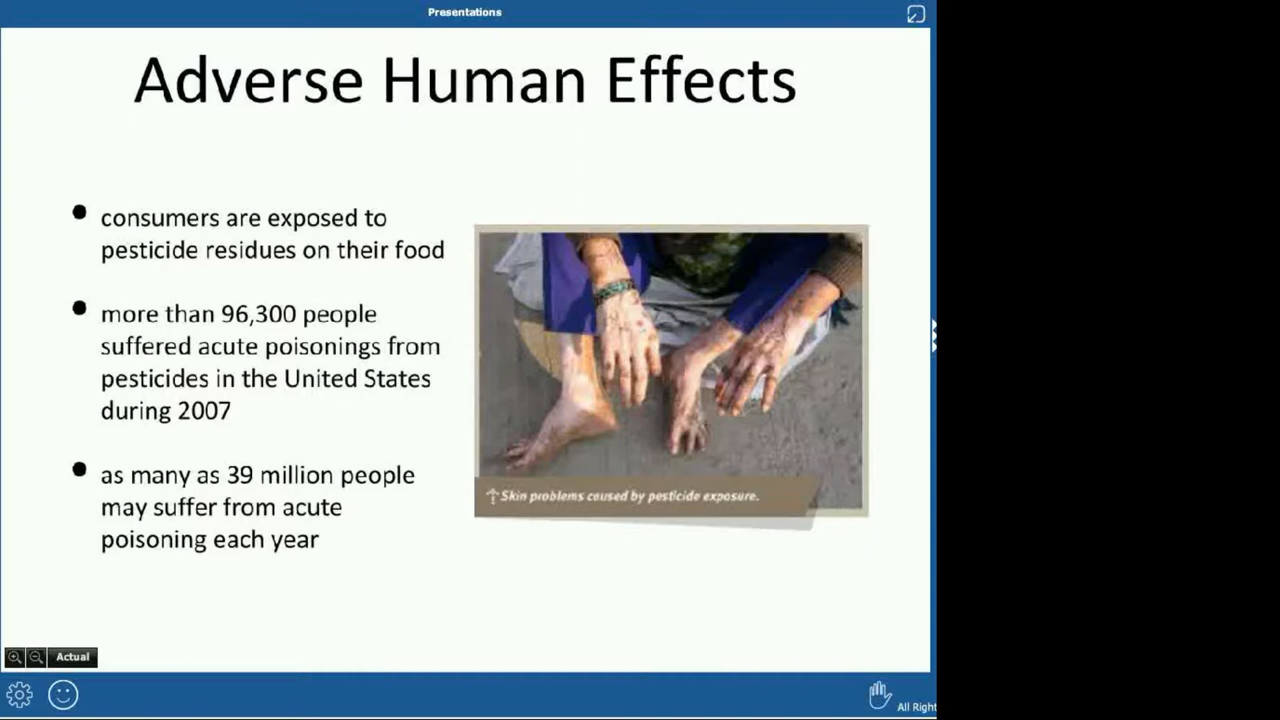 Presentations
Adverse Human Effects
• consumers are exposed to
pesticide residues on their food
• more than 96,300 people
suffered acute poisonings from
pesticides in the United States
during 2007
• as many as 39 million people
may suffer from acute
poisoning each year
Skin problems caused by pesticide exposure.
Actual
All Right